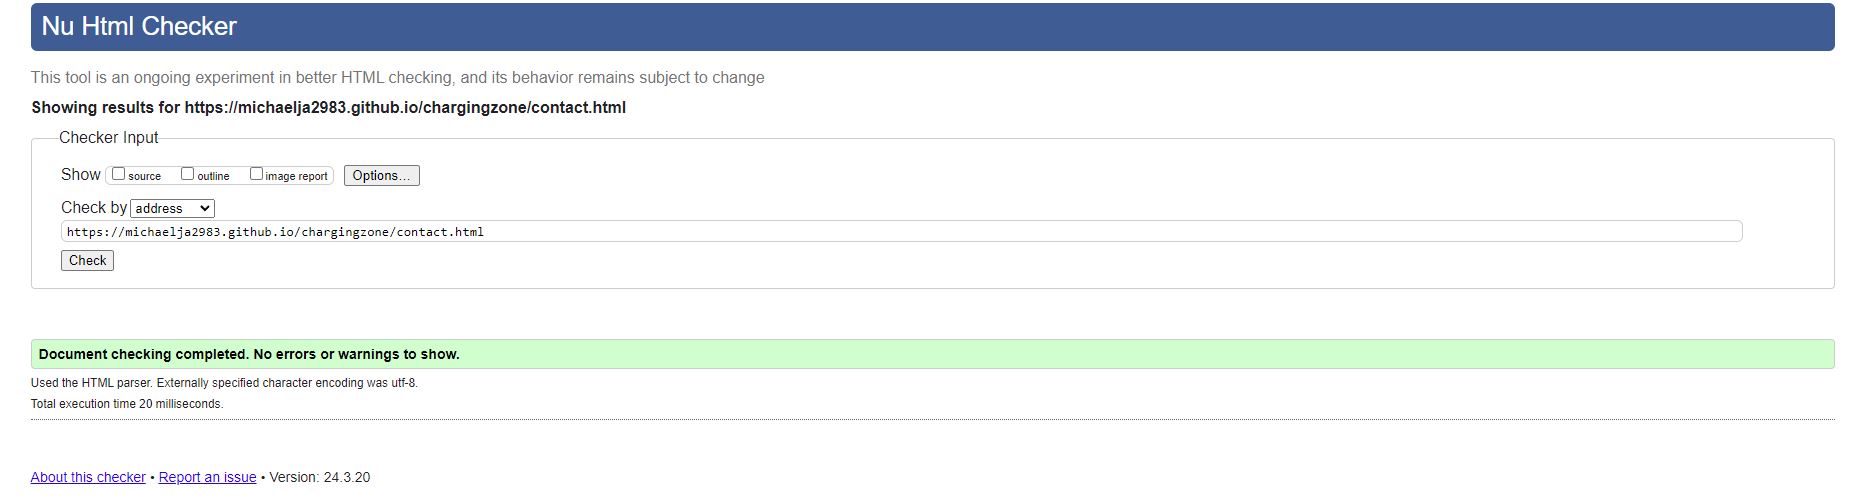 Nu Html Checker
This tool is an ongoing experiment in better HTML checking, and its behavior remains subject to change
Showing results for https://michaelja2983.github.io/chargingzone/contact.html
Checker Input
Show source outline image report Options...
Check by address
https://michaelja2983.github.io/chargingzone/contact.html
Check
Document checking completed. No errors or warnings to show.
Used the HTML parser. Externally specified character encoding was utf-8.
Total execution time 20 milliseconds.
About this checker • Report an issue • Version: 24.3.20